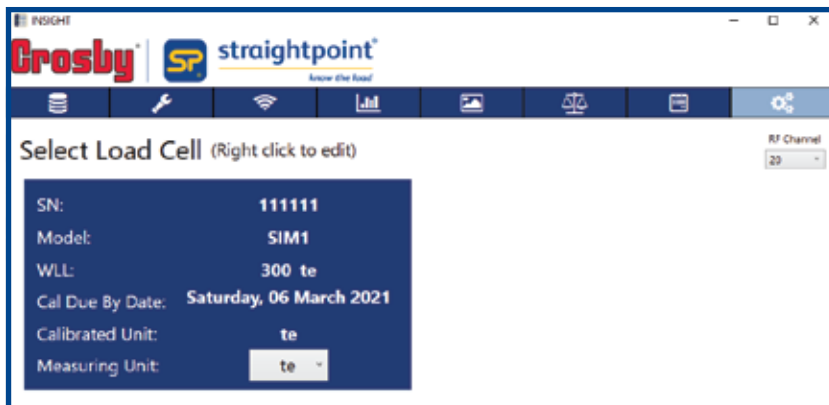 INSIGHT
Crosby SP straightpoint
know the load
RF Channel
Select Load Cell (Right click to edit)
20
SN: 111111
Model: SIM1
WLL: 300 te
Cal Due By Date: Saturday, 06 March 2021
Calibrated Unit: te
Measuring Unit: te